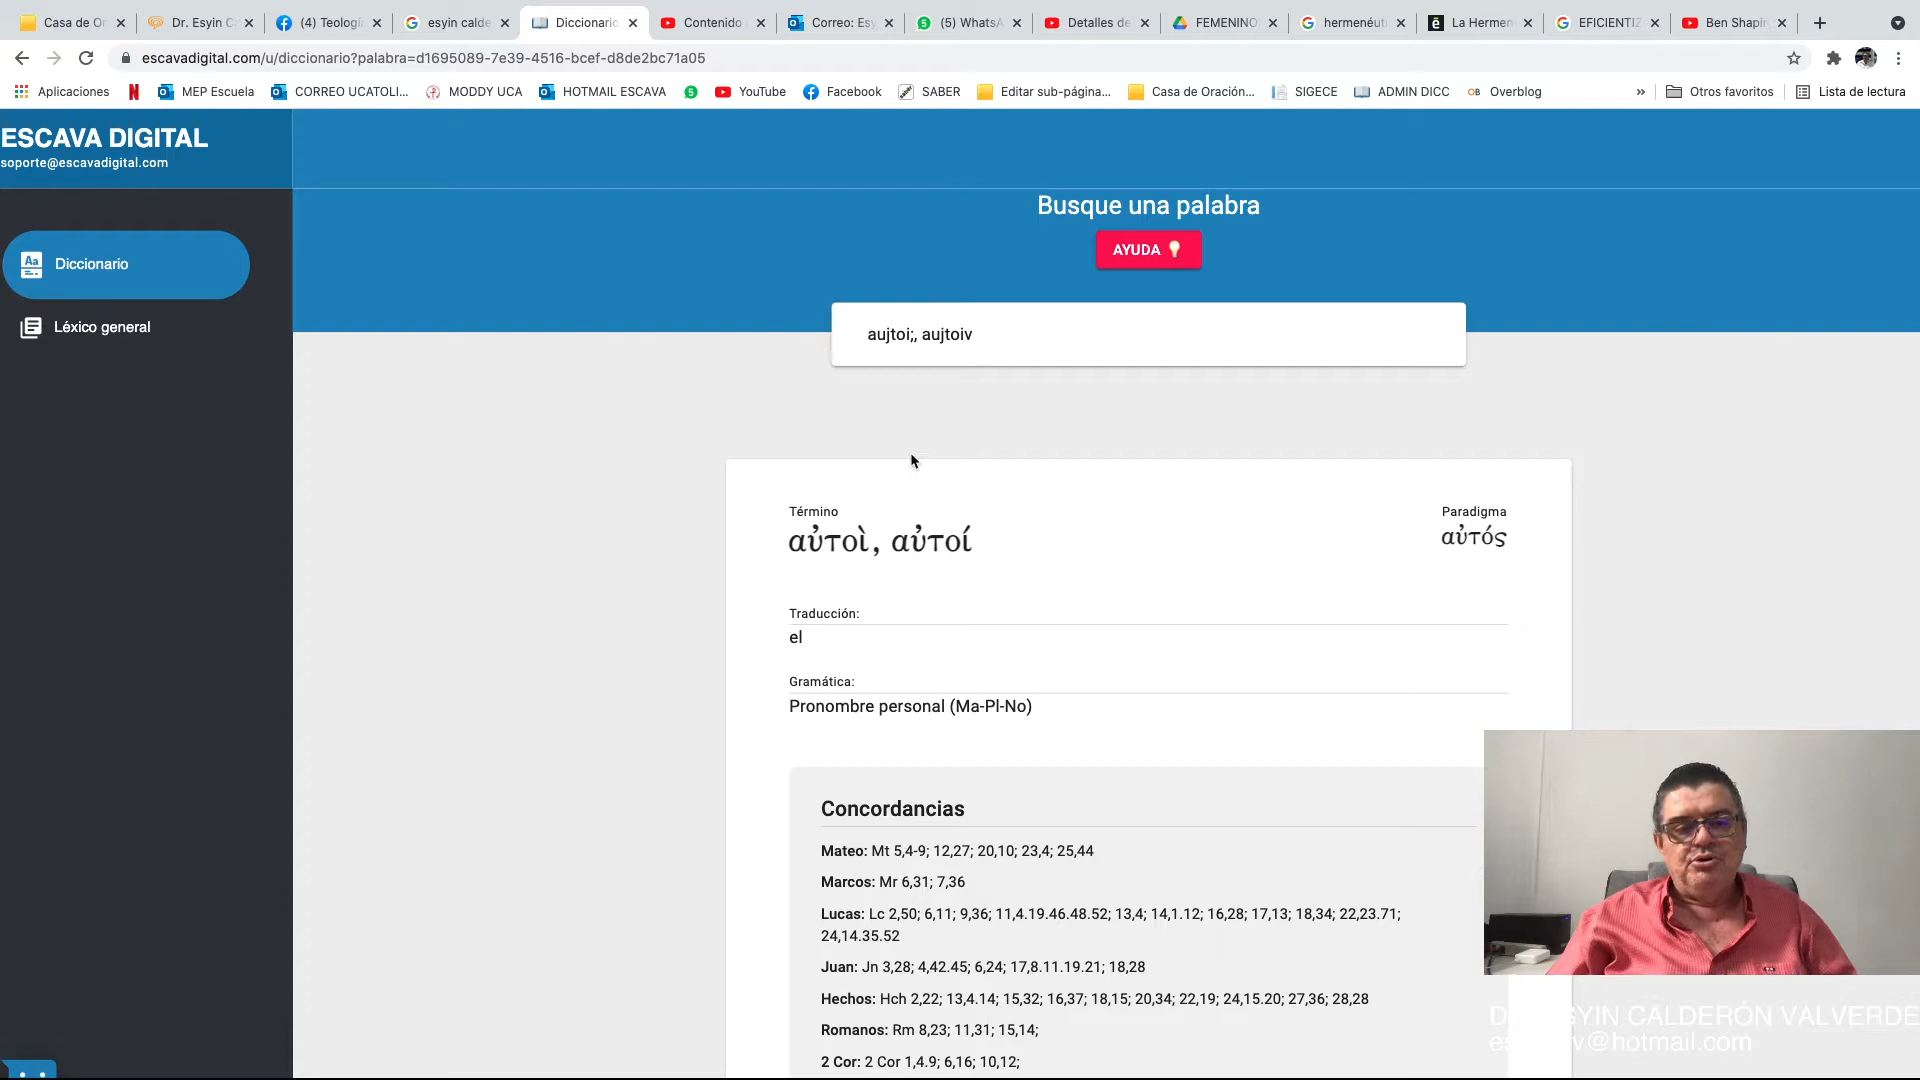 Casa de Or
Dr. Esyin C
(4) Teologí
esyin calde
Diccionario
Contenido
Correo: Esy
(5) WhatsA
Detalles de
FEMENINO
hermenéut
La Hermen
EFICIENTIZ
Ben Shapir
escavadigital.com/u/diccionario?palabra=d1695089-7e39-4516-bcef-d8de2bc71a05
Aplicaciones
MEP Escuela
CORREO UCATOLI...
MODDY UCA
HOTMAIL ESCAVA
YouTube
Facebook
SABER
Editar sub-página...
Casa de Oración...
SIGECE
ADMIN DICC
OB Overblog
»
Otros favoritos
Lista de lectura
ESCAVA DIGITAL
soporte@escavadigital.com
Diccionario
Léxico general
Busque una palabra
AYUDA
aujtoi;, aujtoiv
Término
αὐτοὶ, αὐτοί
Paradigma
αὐτός
Traducción:
el
Gramática:
Pronombre personal (Ma-Pl-No)
Concordancias
Mateo: Mt 5,4-9; 12,27; 20,10; 23,4; 25,44
Marcos: Mr 6,31; 7,36
Lucas: Lc 2,50; 6,11; 9,36; 11,4.19.46.48.52; 13,4; 14,1.12; 16,28; 17,13; 18,34; 22,23.71;
24,14.35.52
Juan: Jn 3,28; 4,42.45; 6,24; 17,8.11.19.21; 18,28
Hechos: Hch 2,22; 13,4.14; 15,32; 16,37; 18,15; 20,34; 22,19; 24,15.20; 27,36; 28,28
Romanos: Rm 8,23; 11,31; 15,14;
2 Cor: 2 Cor 1,4.9; 6,16; 10,12;
CALDERÓN VALVERDE
@hotmail.com